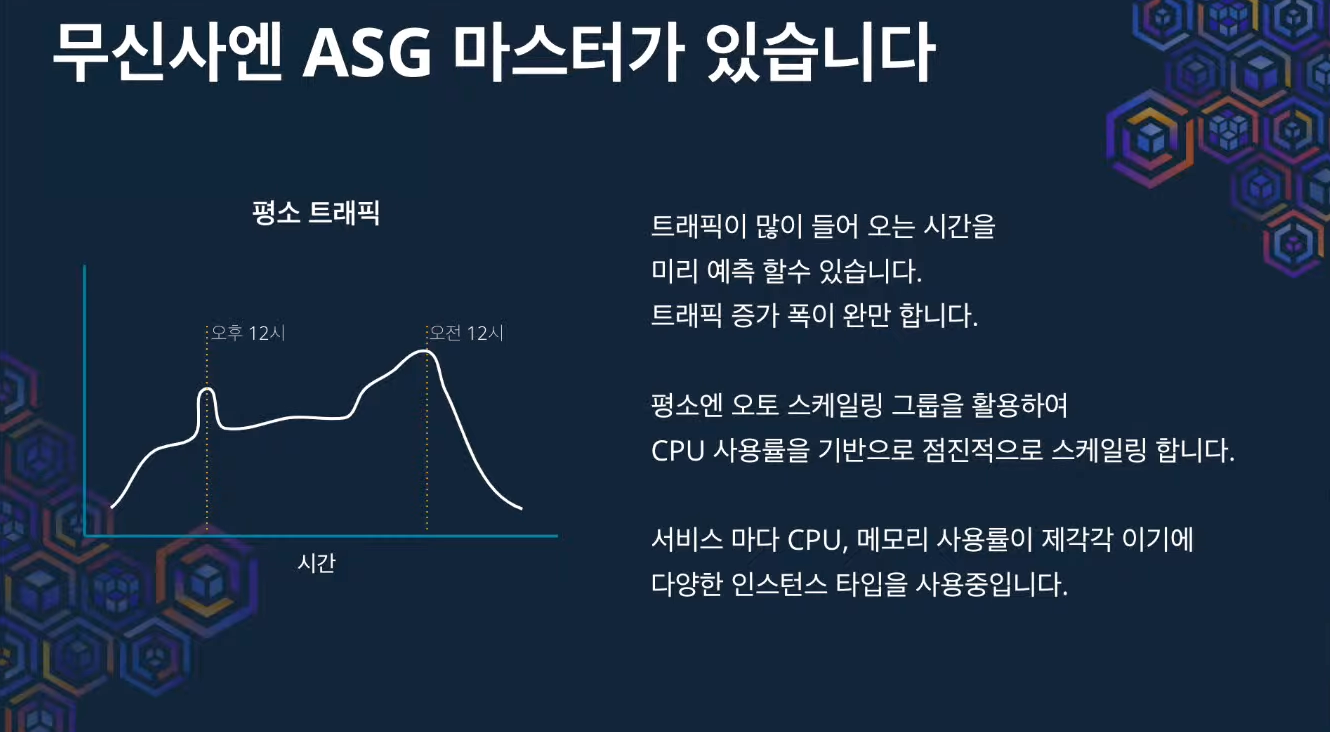 무신사엔 ASG 마스터가 있습니다
평소 트래픽
오후 12시
오전 12시
시간
트래픽이 많이 들어 오는 시간을
미리 예측 할수 있습니다.
트래픽 증가 폭이 완만 합니다.
평소엔 오토 스케일링 그룹을 활용하여
CPU 사용률을 기반으로 점진적으로 스케일링 합니다.
서비스 마다 CPU, 메모리 사용률이 제각각 이기에
다양한 인스턴스 타입을 사용중입니다.